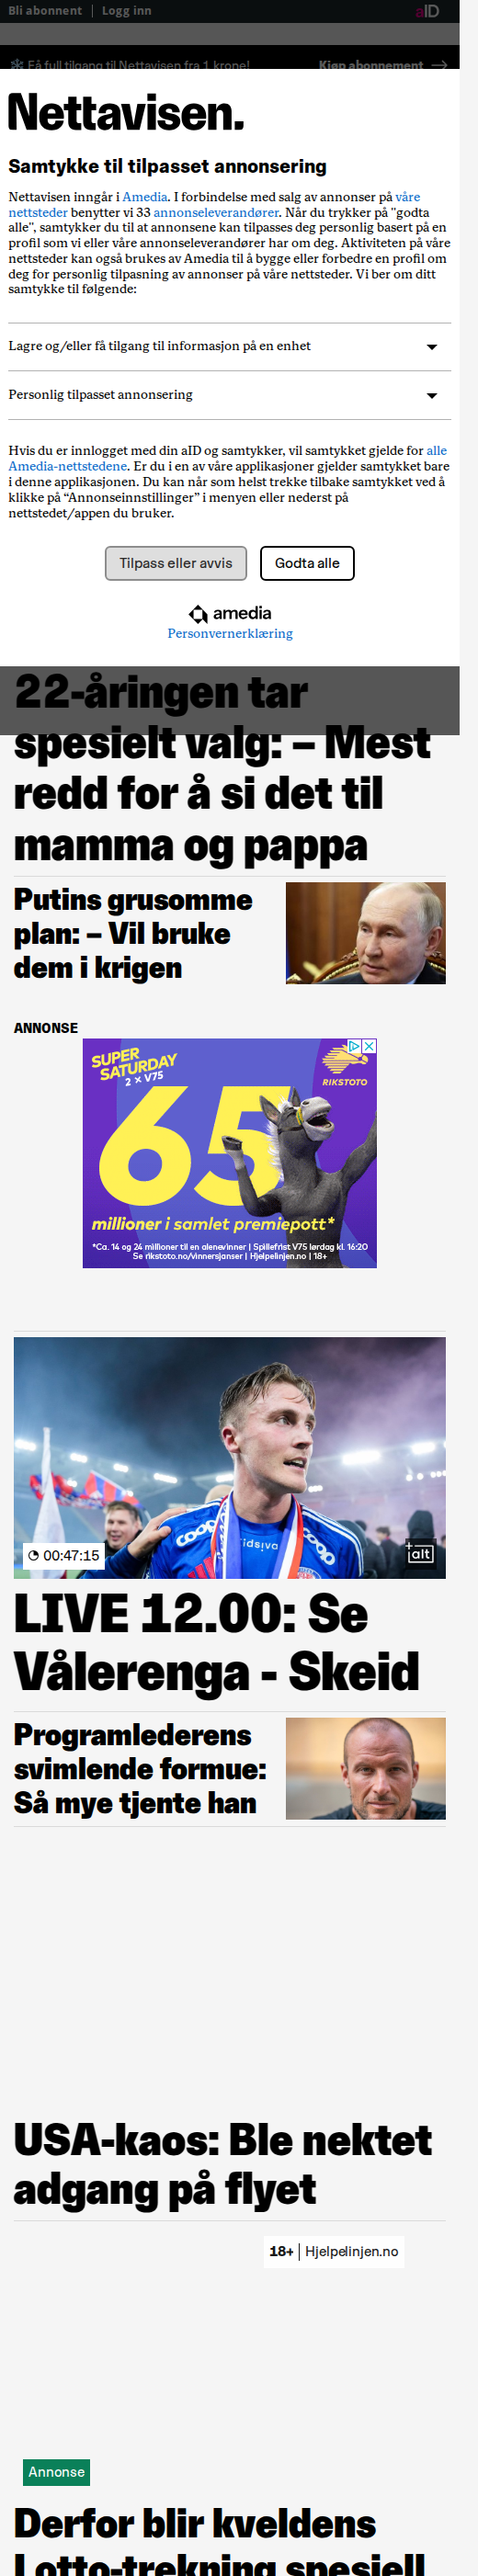 Bli abonnent | Logg inn
aID
Få full tilgang til Nettavisen fra 1 krone!
Kjøp abonnement
Nettavisen.
Samtykke til tilpasset annonsering
Nettavisen inngår i Amedia. I forbindelse med salg av annonser på våre
nettsteder benytter vi 33 annonseleverandører. Når du trykker på "godta
alle", samtykker du til at annonsene kan tilpasses deg personlig basert på en
profil som vi eller våre annonseleverandører har om deg. Aktiviteten på våre
nettsteder kan også brukes av Amedia til å bygge eller forbedre en profil om
deg for personlig tilpasning av annonser på våre nettsteder. Vi ber om ditt
samtykke til følgende:
Lagre og/eller få tilgang til informasjon på en enhet
Personlig tilpasset annonsering
Hvis du er innlogget med din aID og samtykker, vil samtykket gjelde for alle
Amedia-nettstedene. Er du i en av våre applikasjoner gjelder samtykket bare
i denne applikasjonen. Du kan når som helst trekke tilbake samtykket ved å
klikke på “Annonseinnstillinger” i menyen eller nederst på
nettstedet/appen du bruker.
Tilpass eller avvis
Godta alle
amedia
Personvernerklæring
22-åringen tar
spesielt valg: – Mest
redd for å si det til
mamma og pappa
Putins grusomme
plan: – Vil bruke
dem i krigen
ANNONSE
SUPER
SATURDAY
2 x V75
RIKSTOTO
65
millioner i samlet premiepott*
*Ca. 14 og 24 millioner til en alenevinner | Spillefrist V75 lørdag kl. 16:20
Se rikstoto.no/vinnersjanser | Hjelpelinjen.no | 18+
coop
Kidsiva
coop
00:47:15
+alt
LIVE 12.00: Se
Vålerenga - Skeid
Programlederens
svimlende formue:
Så mye tjente han
USA-kaos: Ble nektet
adgang på flyet
18+ | Hjelpelinjen.no
Annonse
Derfor blir kveldens
Lotto-trekning spesiell